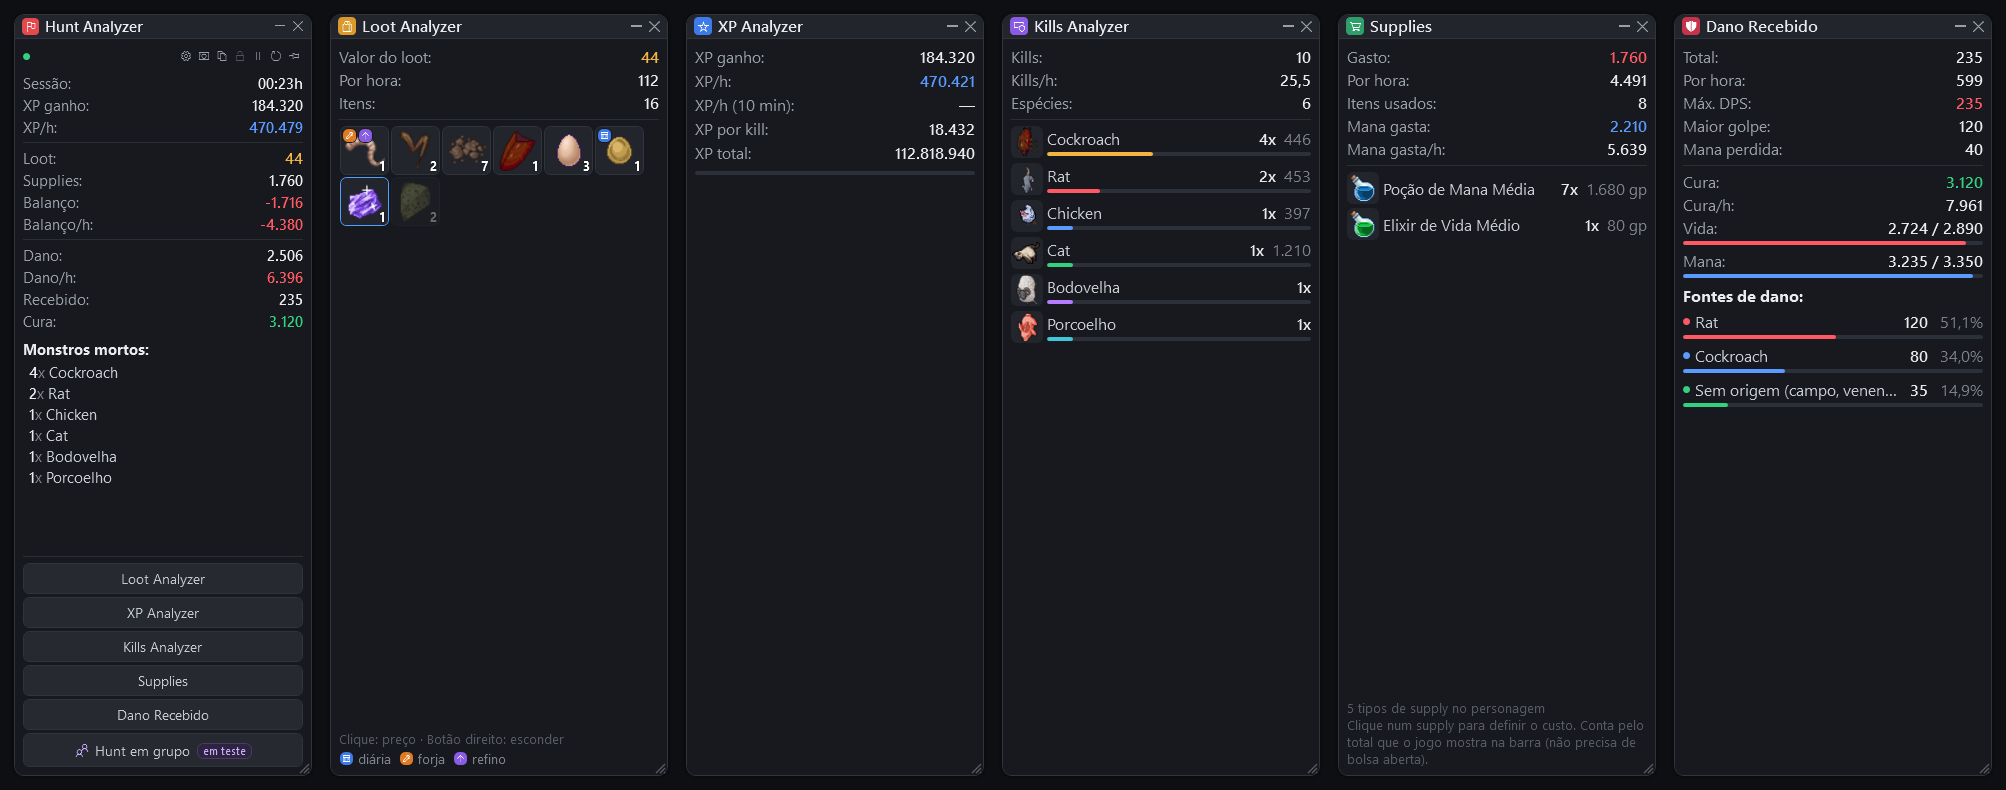 Hunt Analyzer
Sessão: 00:23h
XP ganho: 184.320
XP/h: 470.479
Loot: 44
Supplies: 1.760
Balanço: -1.716
Balanço/h: -4.380
Dano: 2.506
Dano/h: 6.396
Recebido: 235
Cura: 3.120
Monstros mortos:
4x Cockroach
2x Rat
1x Chicken
1x Cat
1x Bodovelha
1x Porcoelho
Loot Analyzer
XP Analyzer
Kills Analyzer
Supplies
Dano Recebido
Hunt em grupo em teste
Loot Analyzer
Valor do loot: 44
Por hora: 112
Itens: 16
1 2 7 1 3 1
1 2
Clique: preço · Botão direito: esconder
diária forja refino
XP Analyzer
XP ganho: 184.320
XP/h: 470.421
XP/h (10 min): —
XP por kill: 18.432
XP total: 112.818.940
Kills Analyzer
Kills: 10
Kills/h: 25,5
Espécies: 6
Cockroach 4x 446
Rat 2x 453
Chicken 1x 397
Cat 1x 1.210
Bodovelha 1x
Porcoelho 1x
Supplies
Gasto: 1.760
Por hora: 4.491
Itens usados: 8
Mana gasta: 2.210
Mana gasta/h: 5.639
Poção de Mana Média 7x 1.680 gp
Elixir de Vida Médio 1x 80 gp
5 tipos de supply no personagem
Clique num supply para definir o custo. Conta pelo
total que o jogo mostra na barra (não precisa de
bolsa aberta).
Dano Recebido
Total: 235
Por hora: 599
Máx. DPS: 235
Maior golpe: 120
Mana perdida: 40
Cura: 3.120
Cura/h: 7.961
Vida: 2.724 / 2.890
Mana: 3.235 / 3.350
Fontes de dano:
Rat 120 51,1%
Cockroach 80 34,0%
Sem origem (campo, venen... 35 14,9%